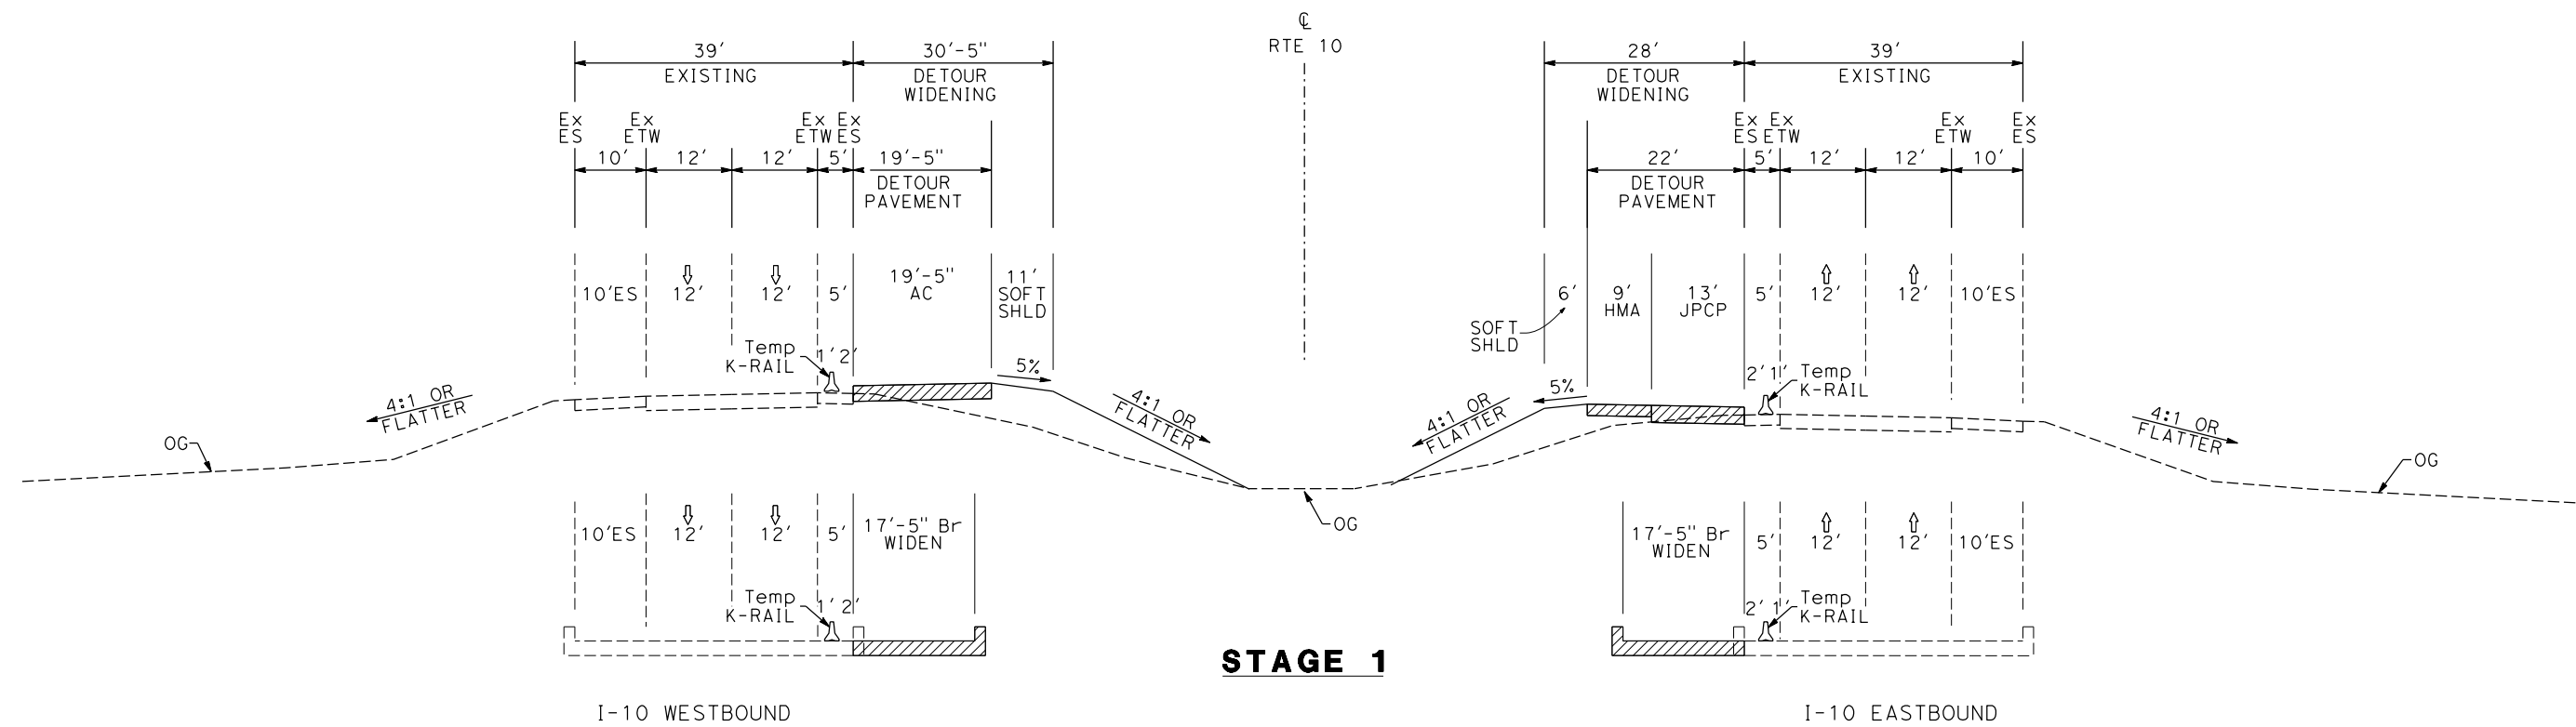 ℄
RTE 10
39'
EXISTING
30'-5"
DETOUR
WIDENING
28'
DETOUR
WIDENING
39'
EXISTING
Ex
ES
Ex
ETW
Ex
ETW
Ex
ES
Ex
ES
Ex
ETW
Ex
ETW
Ex
ES
10'
12'
12'
5'
19'-5"
DETOUR
PAVEMENT
22'
DETOUR
PAVEMENT
5'
12'
12'
10'
10'ES
12'
12'
5'
19'-5"
AC
11'
SOFT
SHLD
6'
SOFT
SHLD
9'
HMA
13'
JPCP
5'
12'
12'
10'ES
Temp
K-RAIL
1' 2'
5%
5%
2' 1'
Temp
K-RAIL
4:1 OR
FLATTER
4:1 OR
FLATTER
4:1 OR
FLATTER
4:1 OR
FLATTER
OG
OG
OG
10'ES
12'
12'
5'
17'-5" Br
WIDEN
17'-5" Br
WIDEN
5'
12'
12'
10'ES
Temp
K-RAIL
1' 2'
2' 1'
Temp
K-RAIL
STAGE 1
I-10 WESTBOUND
I-10 EASTBOUND